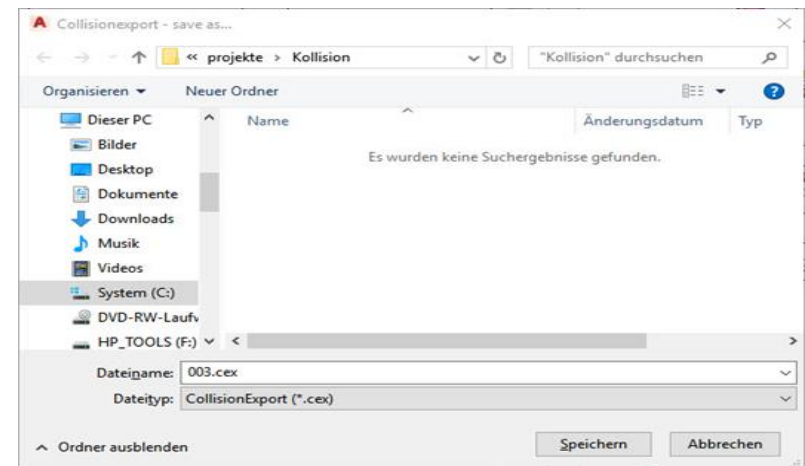 A Collisionexport - save as...
« projekte > Kollision
"Kollision" durchsuchen
Organisieren
Neuer Ordner
?
Dieser PC
Name
Änderungsdatum
Typ
Bilder
Es wurden keine Suchergebnisse gefunden.
Desktop
Dokumente
Downloads
Musik
Videos
System (C:)
DVD-RW-Laufv
HP_TOOLS (F:)
Dateiname: 003.cex
Dateityp: CollisionExport (*.cex)
Ordner ausblenden
Speichern
Abbrechen